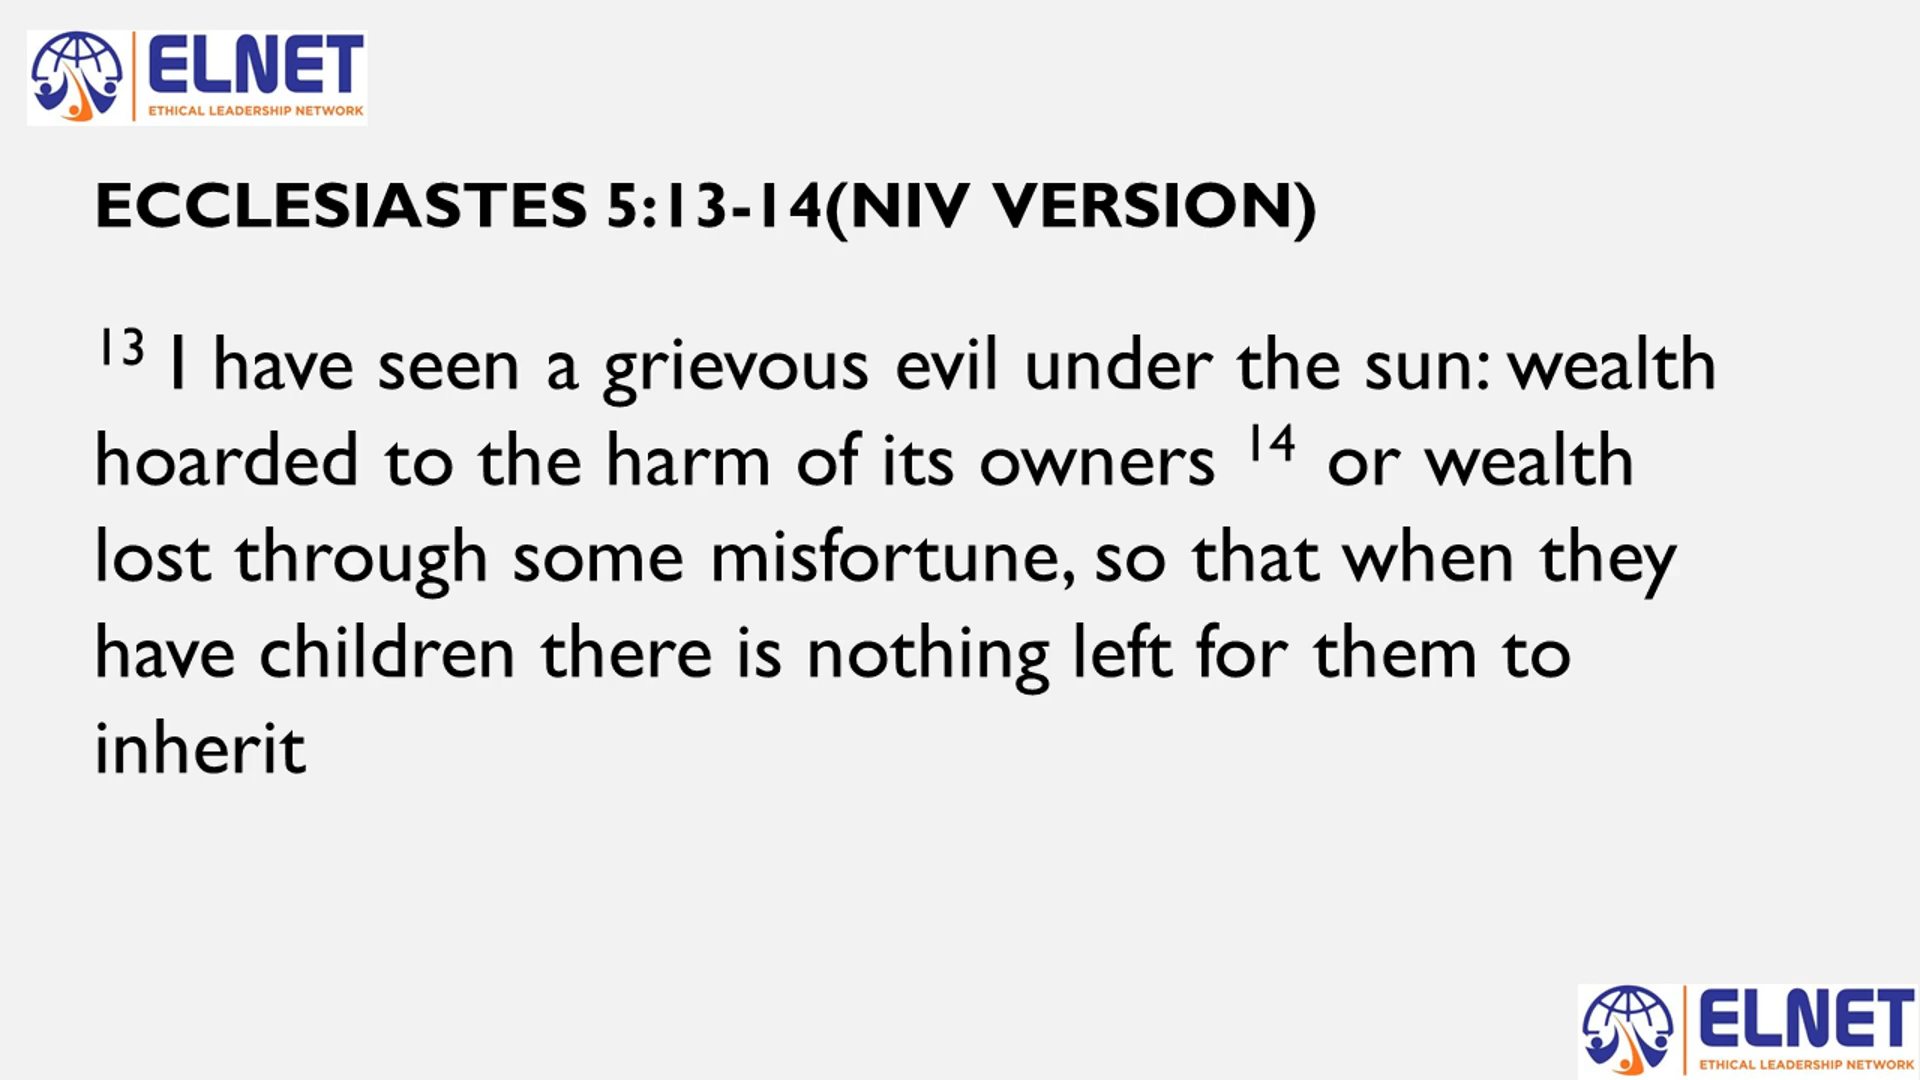 ELNET
ETHICAL LEADERSHIP NETWORK
ECCLESIASTES 5:13-14(NIV VERSION)
13 I have seen a grievous evil under the sun: wealth
hoarded to the harm of its owners 14 or wealth
lost through some misfortune, so that when they
have children there is nothing left for them to
inherit
ELNET
ETHICAL LEADERSHIP NETWORK